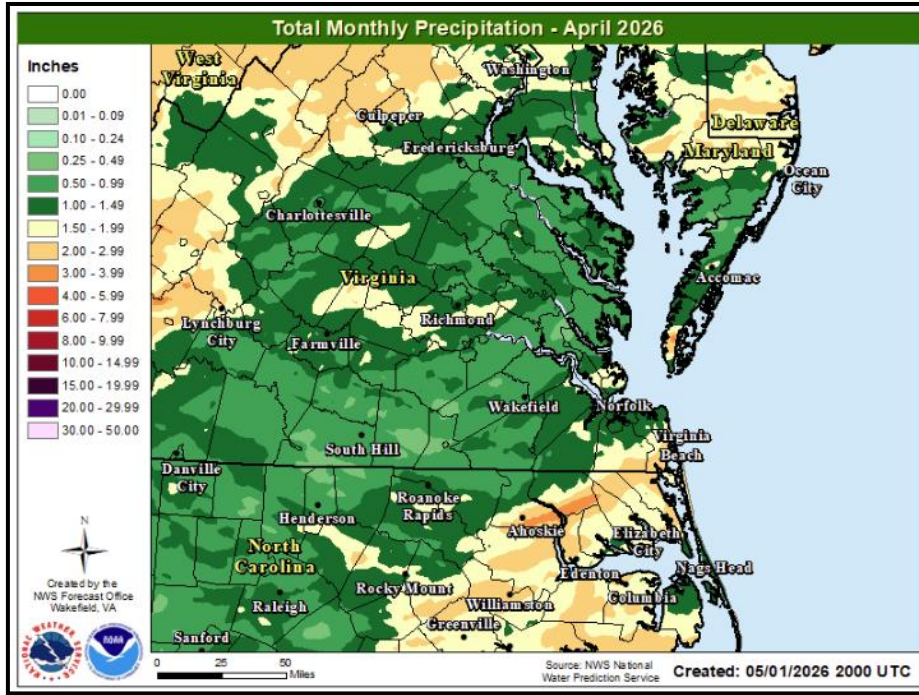 Total Monthly Precipitation - April 2026
Inches
0.00
0.01 - 0.09
0.10 - 0.24
0.25 - 0.49
0.50 - 0.99
1.00 - 1.49
1.50 - 1.99
2.00 - 2.99
3.00 - 3.99
4.00 - 5.99
6.00 - 7.99
8.00 - 9.99
10.00 - 14.99
15.00 - 19.99
20.00 - 29.99
30.00 - 50.00
West
Virginia
Washington
Culpeper
Delaware
Fredericksburg
Maryland
Ocean
City
Charlottesville
Virginia
Accomac
Lynchburg
City
Richmond
Farmville
Wakefield
Norfolk
Virginia
Beach
South Hill
Danville
City
Roanoke
Rapids
Henderson
Ahoskie
Elizabeth
City
North
Carolina
Edenton
Nags Head
Rocky Mount
Columbia
Raleigh
Williamston
Greenville
Sanford
N
Created by the
NWS Forecast Office
Wakefield, VA
NATIONAL WEATHER SERVICE
NOAA
0 25 50
Miles
Source: NWS National
Water Prediction Service
Created: 05/01/2026 2000 UTC